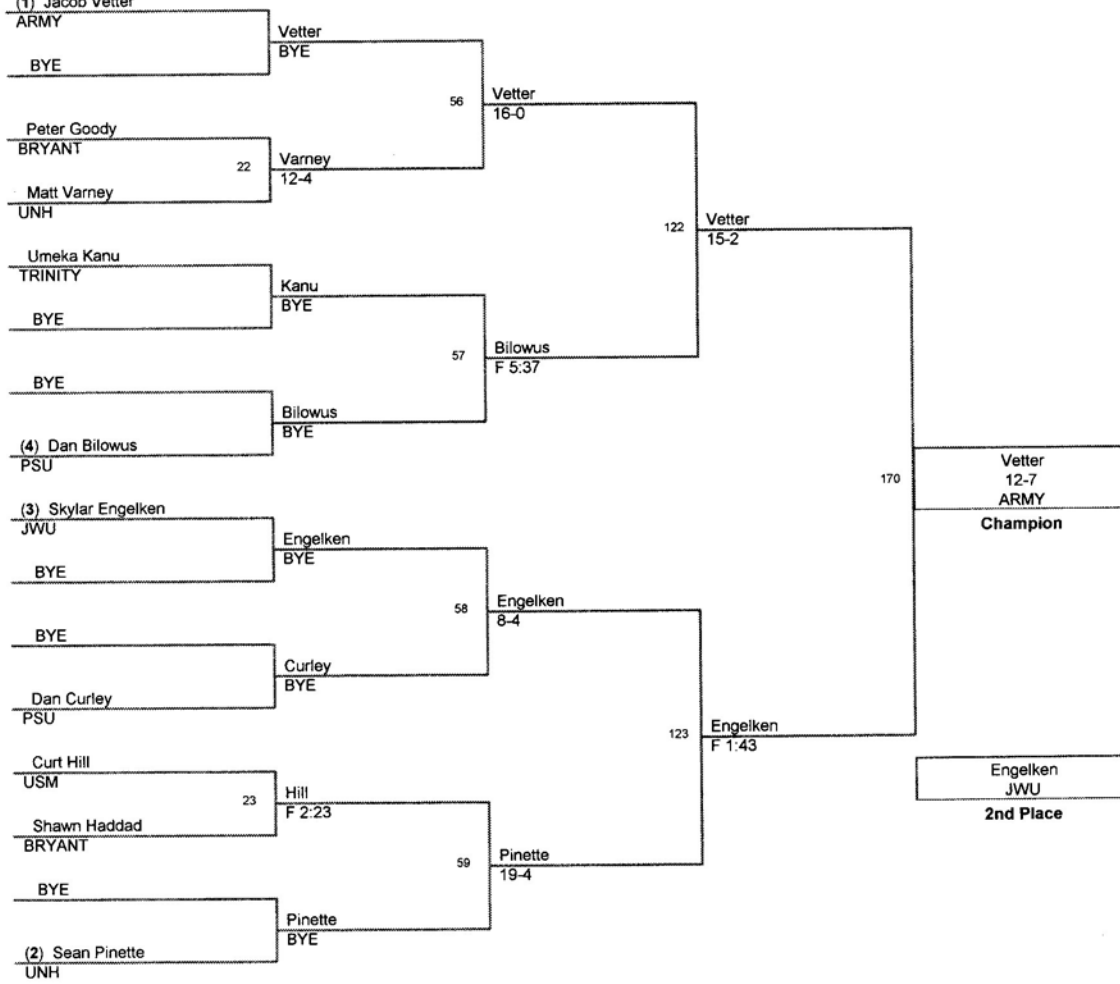 (1) Jacob Vetter
ARMY
BYE
Peter Goody
BRYANT
Matt Varney
UNH
Umeka Kanu
TRINITY
BYE
BYE
(4) Dan Bilowus
PSU
(3) Skylar Engelken
JWU
BYE
BYE
Dan Curley
PSU
Curt Hill
USM
Shawn Haddad
BRYANT
BYE
(2) Sean Pinette
UNH
Vetter
BYE
22
Varney
12-4
Kanu
BYE
Bilowus
BYE
Engelken
BYE
Curley
BYE
23
Hill
F 2:23
Pinette
BYE
56
Vetter
16-0
57
Bilowus
F 5:37
58
Engelken
8-4
59
Pinette
19-4
122
Vetter
15-2
123
Engelken
F 1:43
170
Vetter
12-7
ARMY
Champion
Engelken
JWU
2nd Place